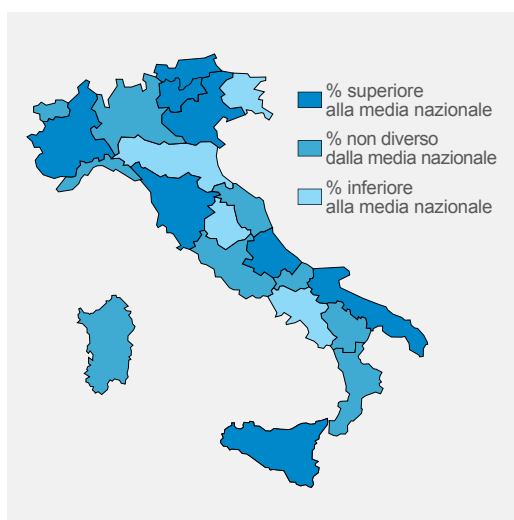 % superiore
alla media nazionale
% non diverso
dalla media nazionale
% inferiore
alla media nazionale